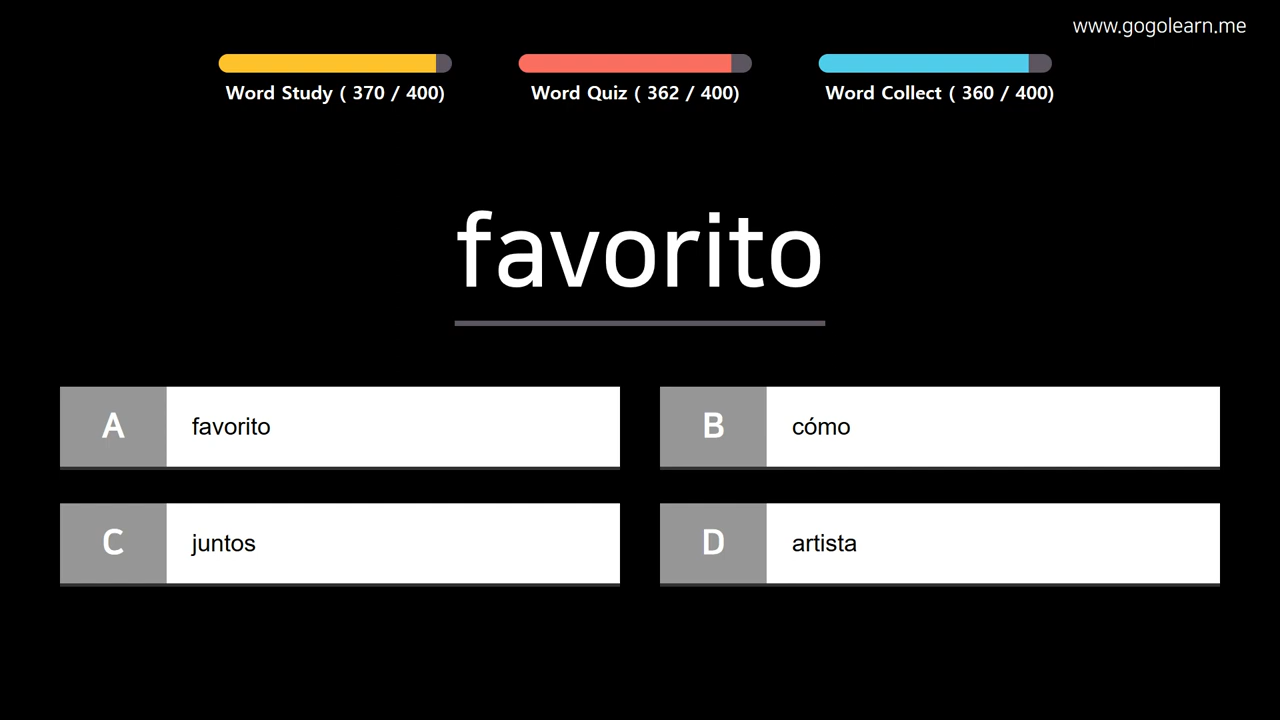 www.gogolearn.me
Word Study ( 370 / 400)
Word Quiz ( 362 / 400)
Word Collect ( 360 / 400)
favorito
A favorito
B cómo
C juntos
D artista